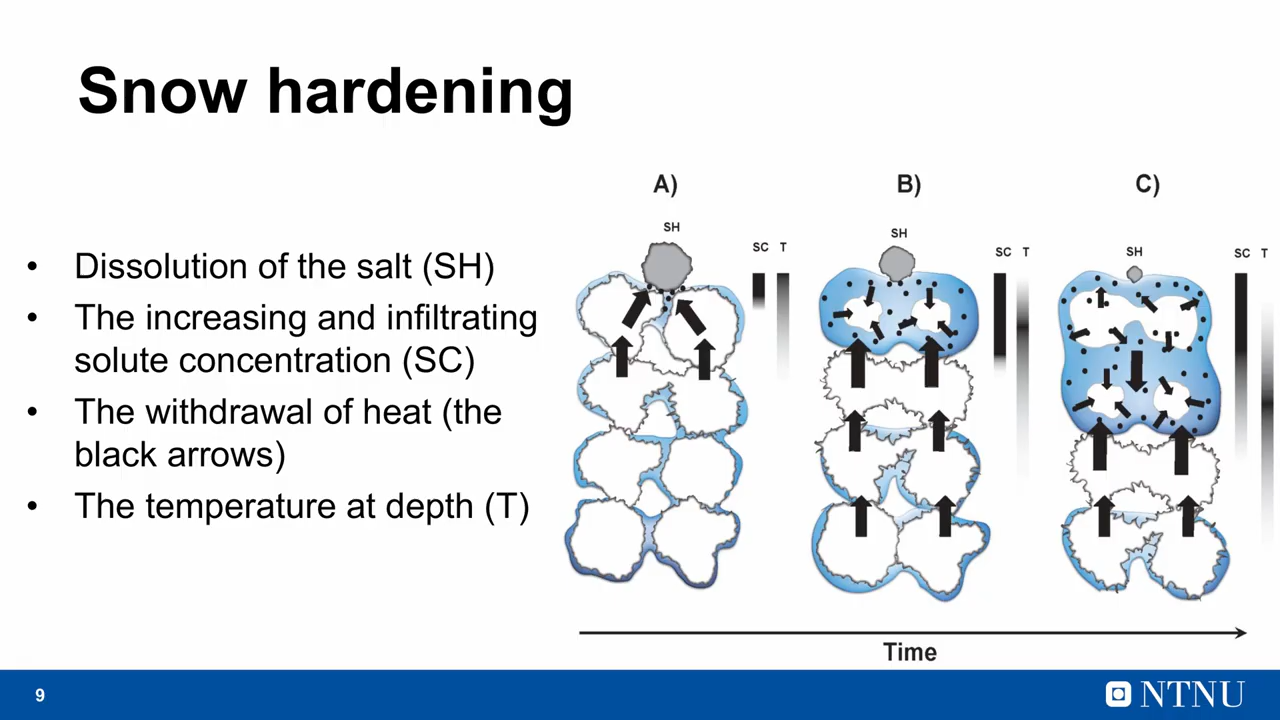 Snow hardening
• Dissolution of the salt (SH)
• The increasing and infiltrating
solute concentration (SC)
• The withdrawal of heat (the
black arrows)
• The temperature at depth (T)
A)
SH
SC T
B)
SH
SC T
C)
SH
SC T
Time
9
NTNU